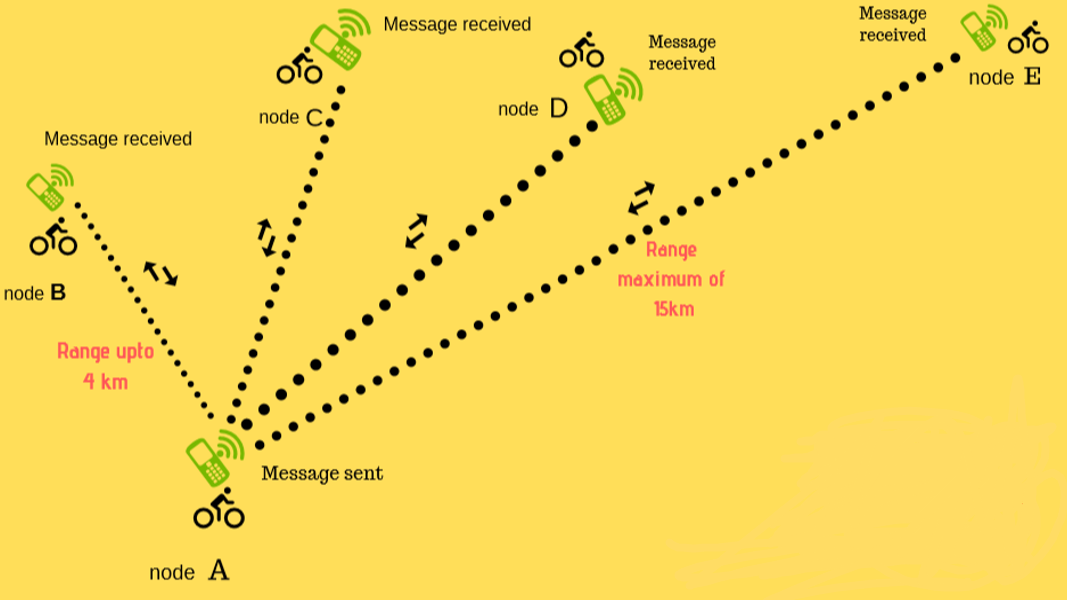 Message received
Message
received
Message
received
node E
node D
node C
Message received
node B
Range
maximum of
15km
Range upto
4 km
Message sent
node A